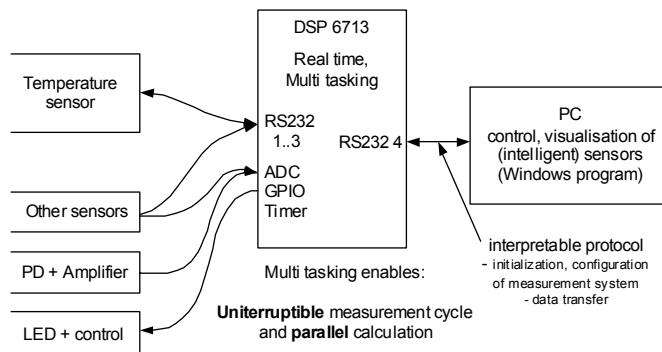 DSP 6713
Real time,
Multi tasking
Temperature
sensor
RS232
1..3
RS232 4
ADC
GPIO
Timer
Other sensors
PD + Amplifier
LED + control
PC
control, visualisation of
(intelligent) sensors
(Windows program)
interpretable protocol
- initialization, configuration
of measurement system
- data transfer
Multi tasking enables:
Uniterruptible measurement cycle
and parallel calculation